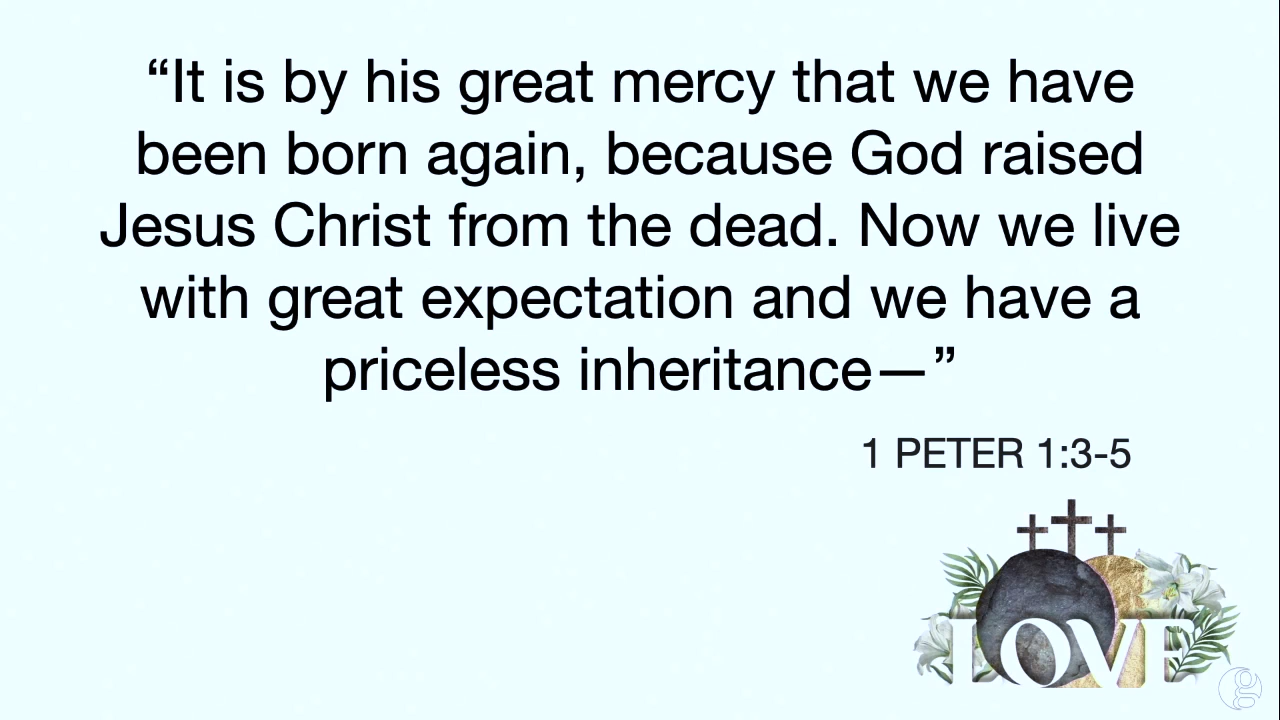 “It is by his great mercy that we have
been born again, because God raised
Jesus Christ from the dead. Now we live
with great expectation and we have a
priceless inheritance—”
1 PETER 1:3-5
LOVE
g